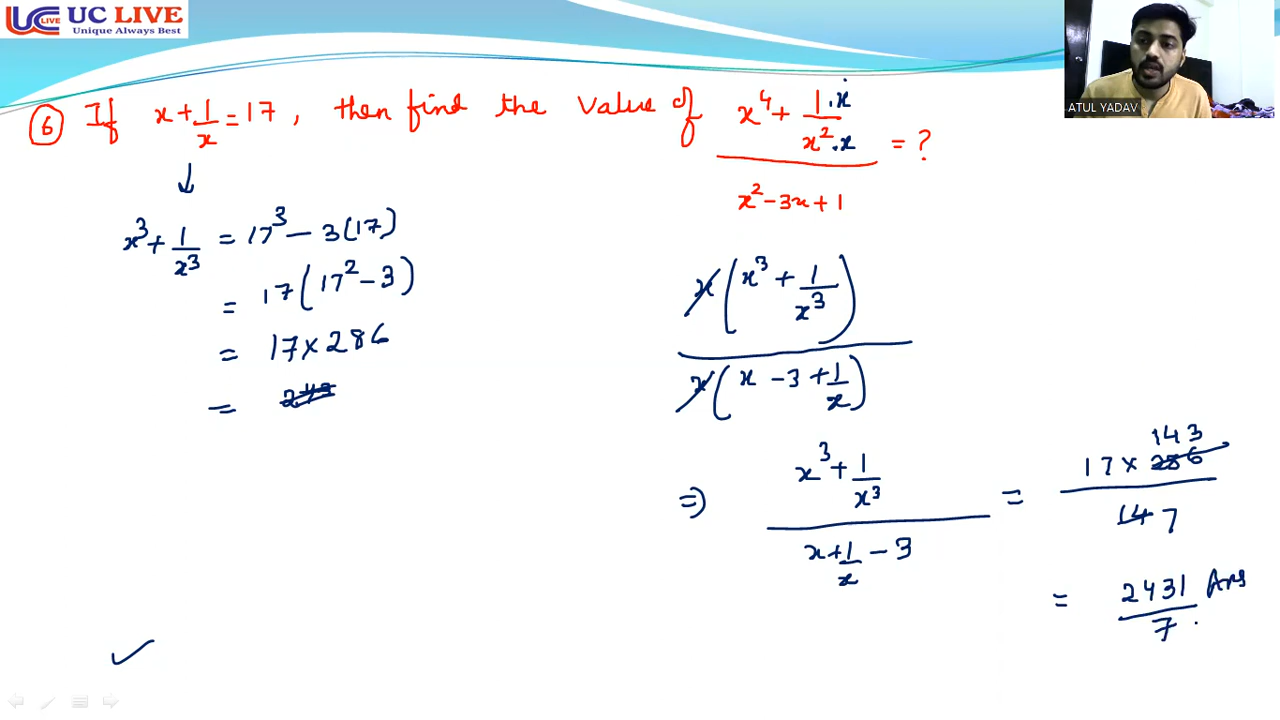 UC LIVE
Unique Always Best
ATUL YADAV
(6) If x + 1/x = 17, then find the value of (x⁴ + 1·x/x²·x)/(x² - 3x + 1) = ?
↓
x³ + 1/x³ = 17³ - 3(17)
= 17(17² - 3)
= 17 × 286
=
x(x³ + 1/x³)/x(x - 3 + 1/x)
⇒ (x³ + 1/x³)/(x + 1/x - 3) = (17 × 286 143)/(14 7)
= 2431/7 Ans